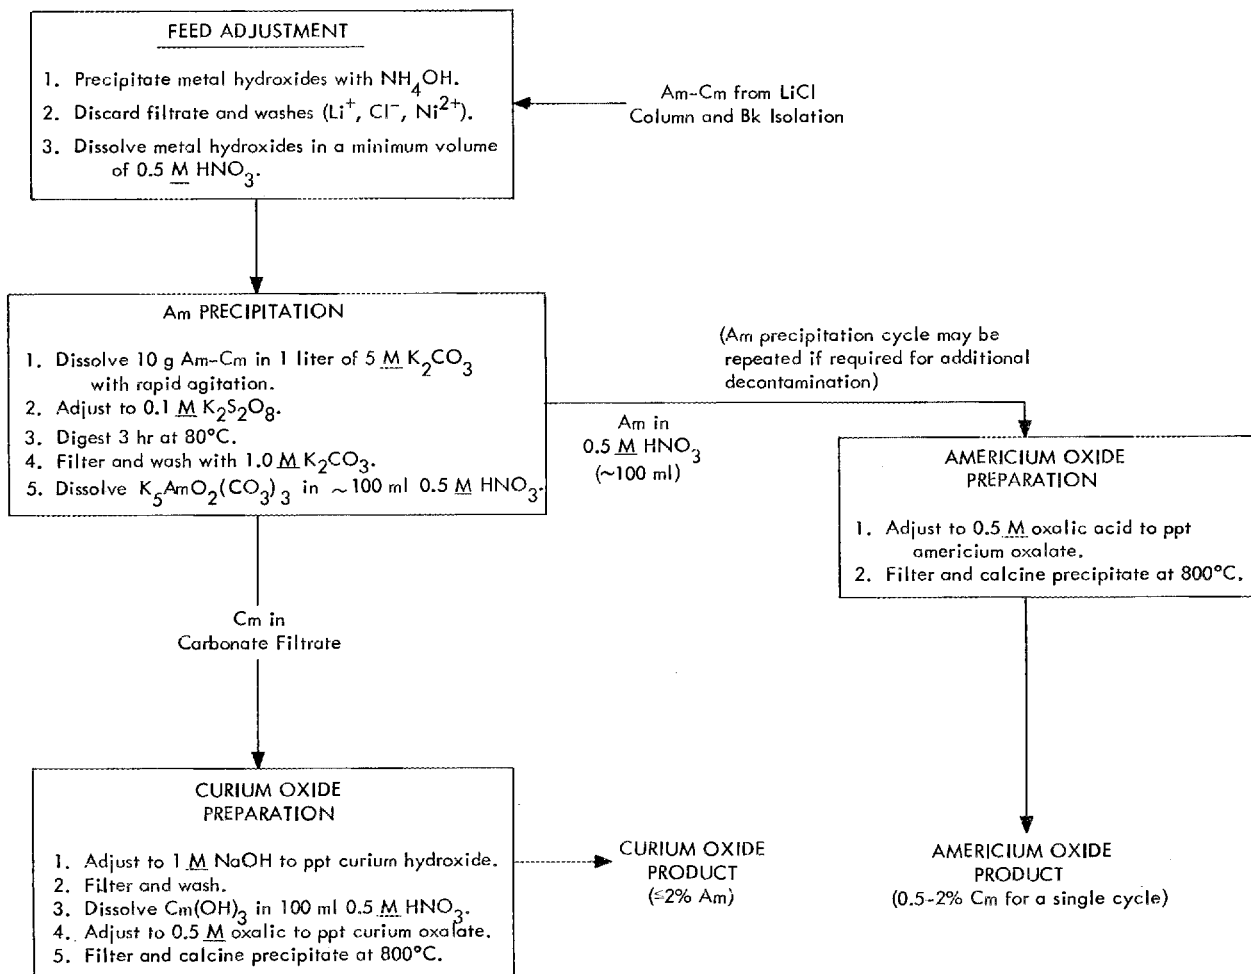 FEED ADJUSTMENT
1. Precipitate metal hydroxides with NH4OH.
2. Discard filtrate and washes (Li+, Cl−, Ni2+).
3. Dissolve metal hydroxides in a minimum volume
of 0.5 M HNO3.
Am-Cm from LiCl
Column and Bk Isolation
Am PRECIPITATION
1. Dissolve 10 g Am-Cm in 1 liter of 5 M K2CO3
with rapid agitation.
2. Adjust to 0.1 M K2S2O8.
3. Digest 3 hr at 80°C.
4. Filter and wash with 1.0 M K2CO3.
5. Dissolve K5AmO2(CO3)3 in ~100 ml 0.5 M HNO3.
(Am precipitation cycle may be
repeated if required for additional
decontamination)
Am in
0.5 M HNO3
(~100 ml)
AMERICIUM OXIDE
PREPARATION
1. Adjust to 0.5 M oxalic acid to ppt
americium oxalate.
2. Filter and calcine precipitate at 800°C.
Cm in
Carbonate Filtrate
CURIUM OXIDE
PREPARATION
1. Adjust to 1 M NaOH to ppt curium hydroxide.
2. Filter and wash.
3. Dissolve Cm(OH)3 in 100 ml 0.5 M HNO3.
4. Adjust to 0.5 M oxalic to ppt curium oxalate.
5. Filter and calcine precipitate at 800°C.
CURIUM OXIDE
PRODUCT
(≤2% Am)
AMERICIUM OXIDE
PRODUCT
(0.5-2% Cm for a single cycle)